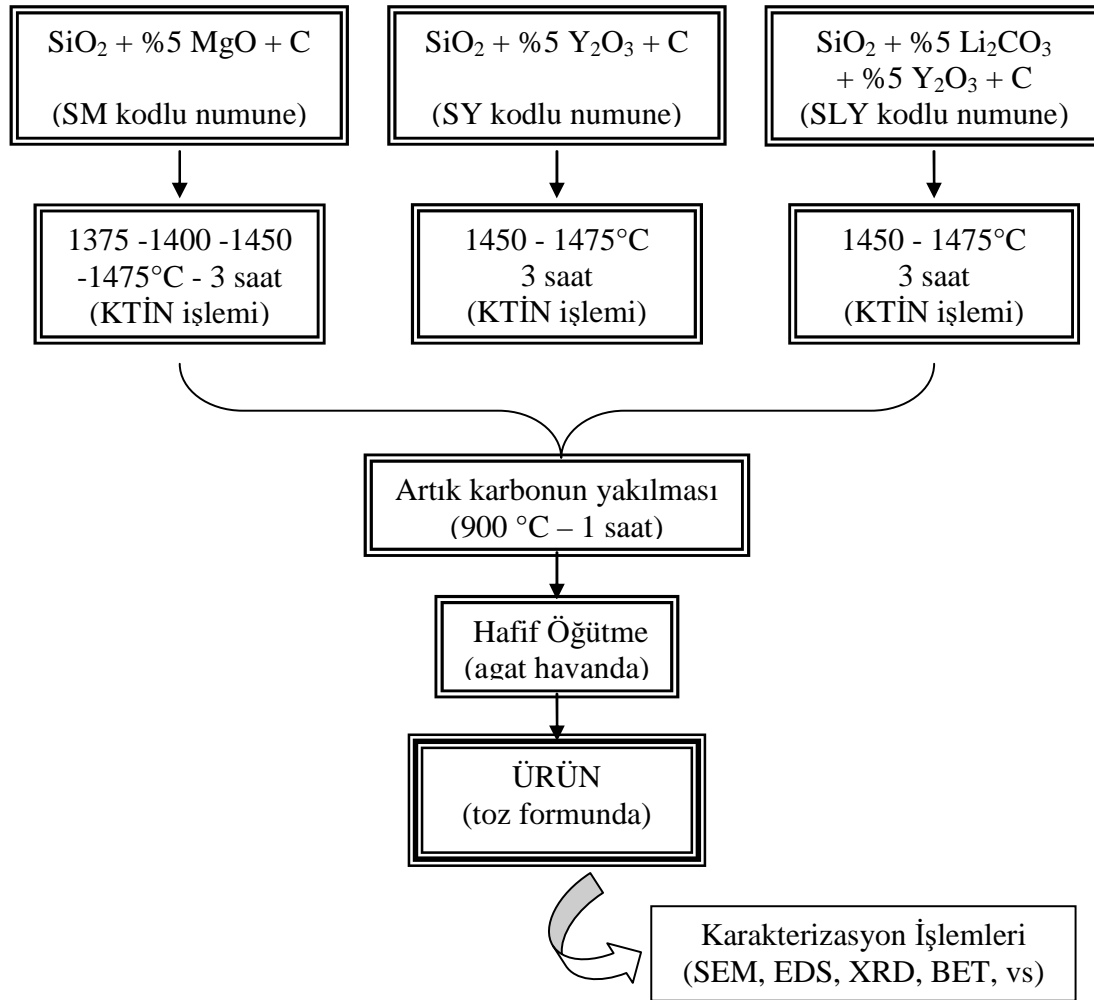 SiO₂ + %5 MgO + C
(SM kodlu numune)
SiO₂ + %5 Y₂O₃ + C
(SY kodlu numune)
SiO₂ + %5 Li₂CO₃
+ %5 Y₂O₃ + C
(SLY kodlu numune)
1375 -1400 -1450
-1475°C - 3 saat
(KTİN işlemi)
1450 - 1475°C
3 saat
(KTİN işlemi)
1450 - 1475°C
3 saat
(KTİN işlemi)
Artık karbonun yakılması
(900 °C – 1 saat)
Hafif Öğütme
(agat havanda)
ÜRÜN
(toz formunda)
Karakterizasyon İşlemleri
(SEM, EDS, XRD, BET, vs)